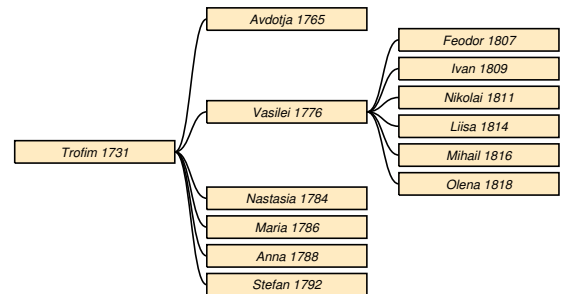 Avdotja 1765
Feodor 1807
Ivan 1809
Nikolai 1811
Vasilei 1776
Liisa 1814
Trofim 1731
Mihail 1816
Olena 1818
Nastasia 1784
Maria 1786
Anna 1788
Stefan 1792